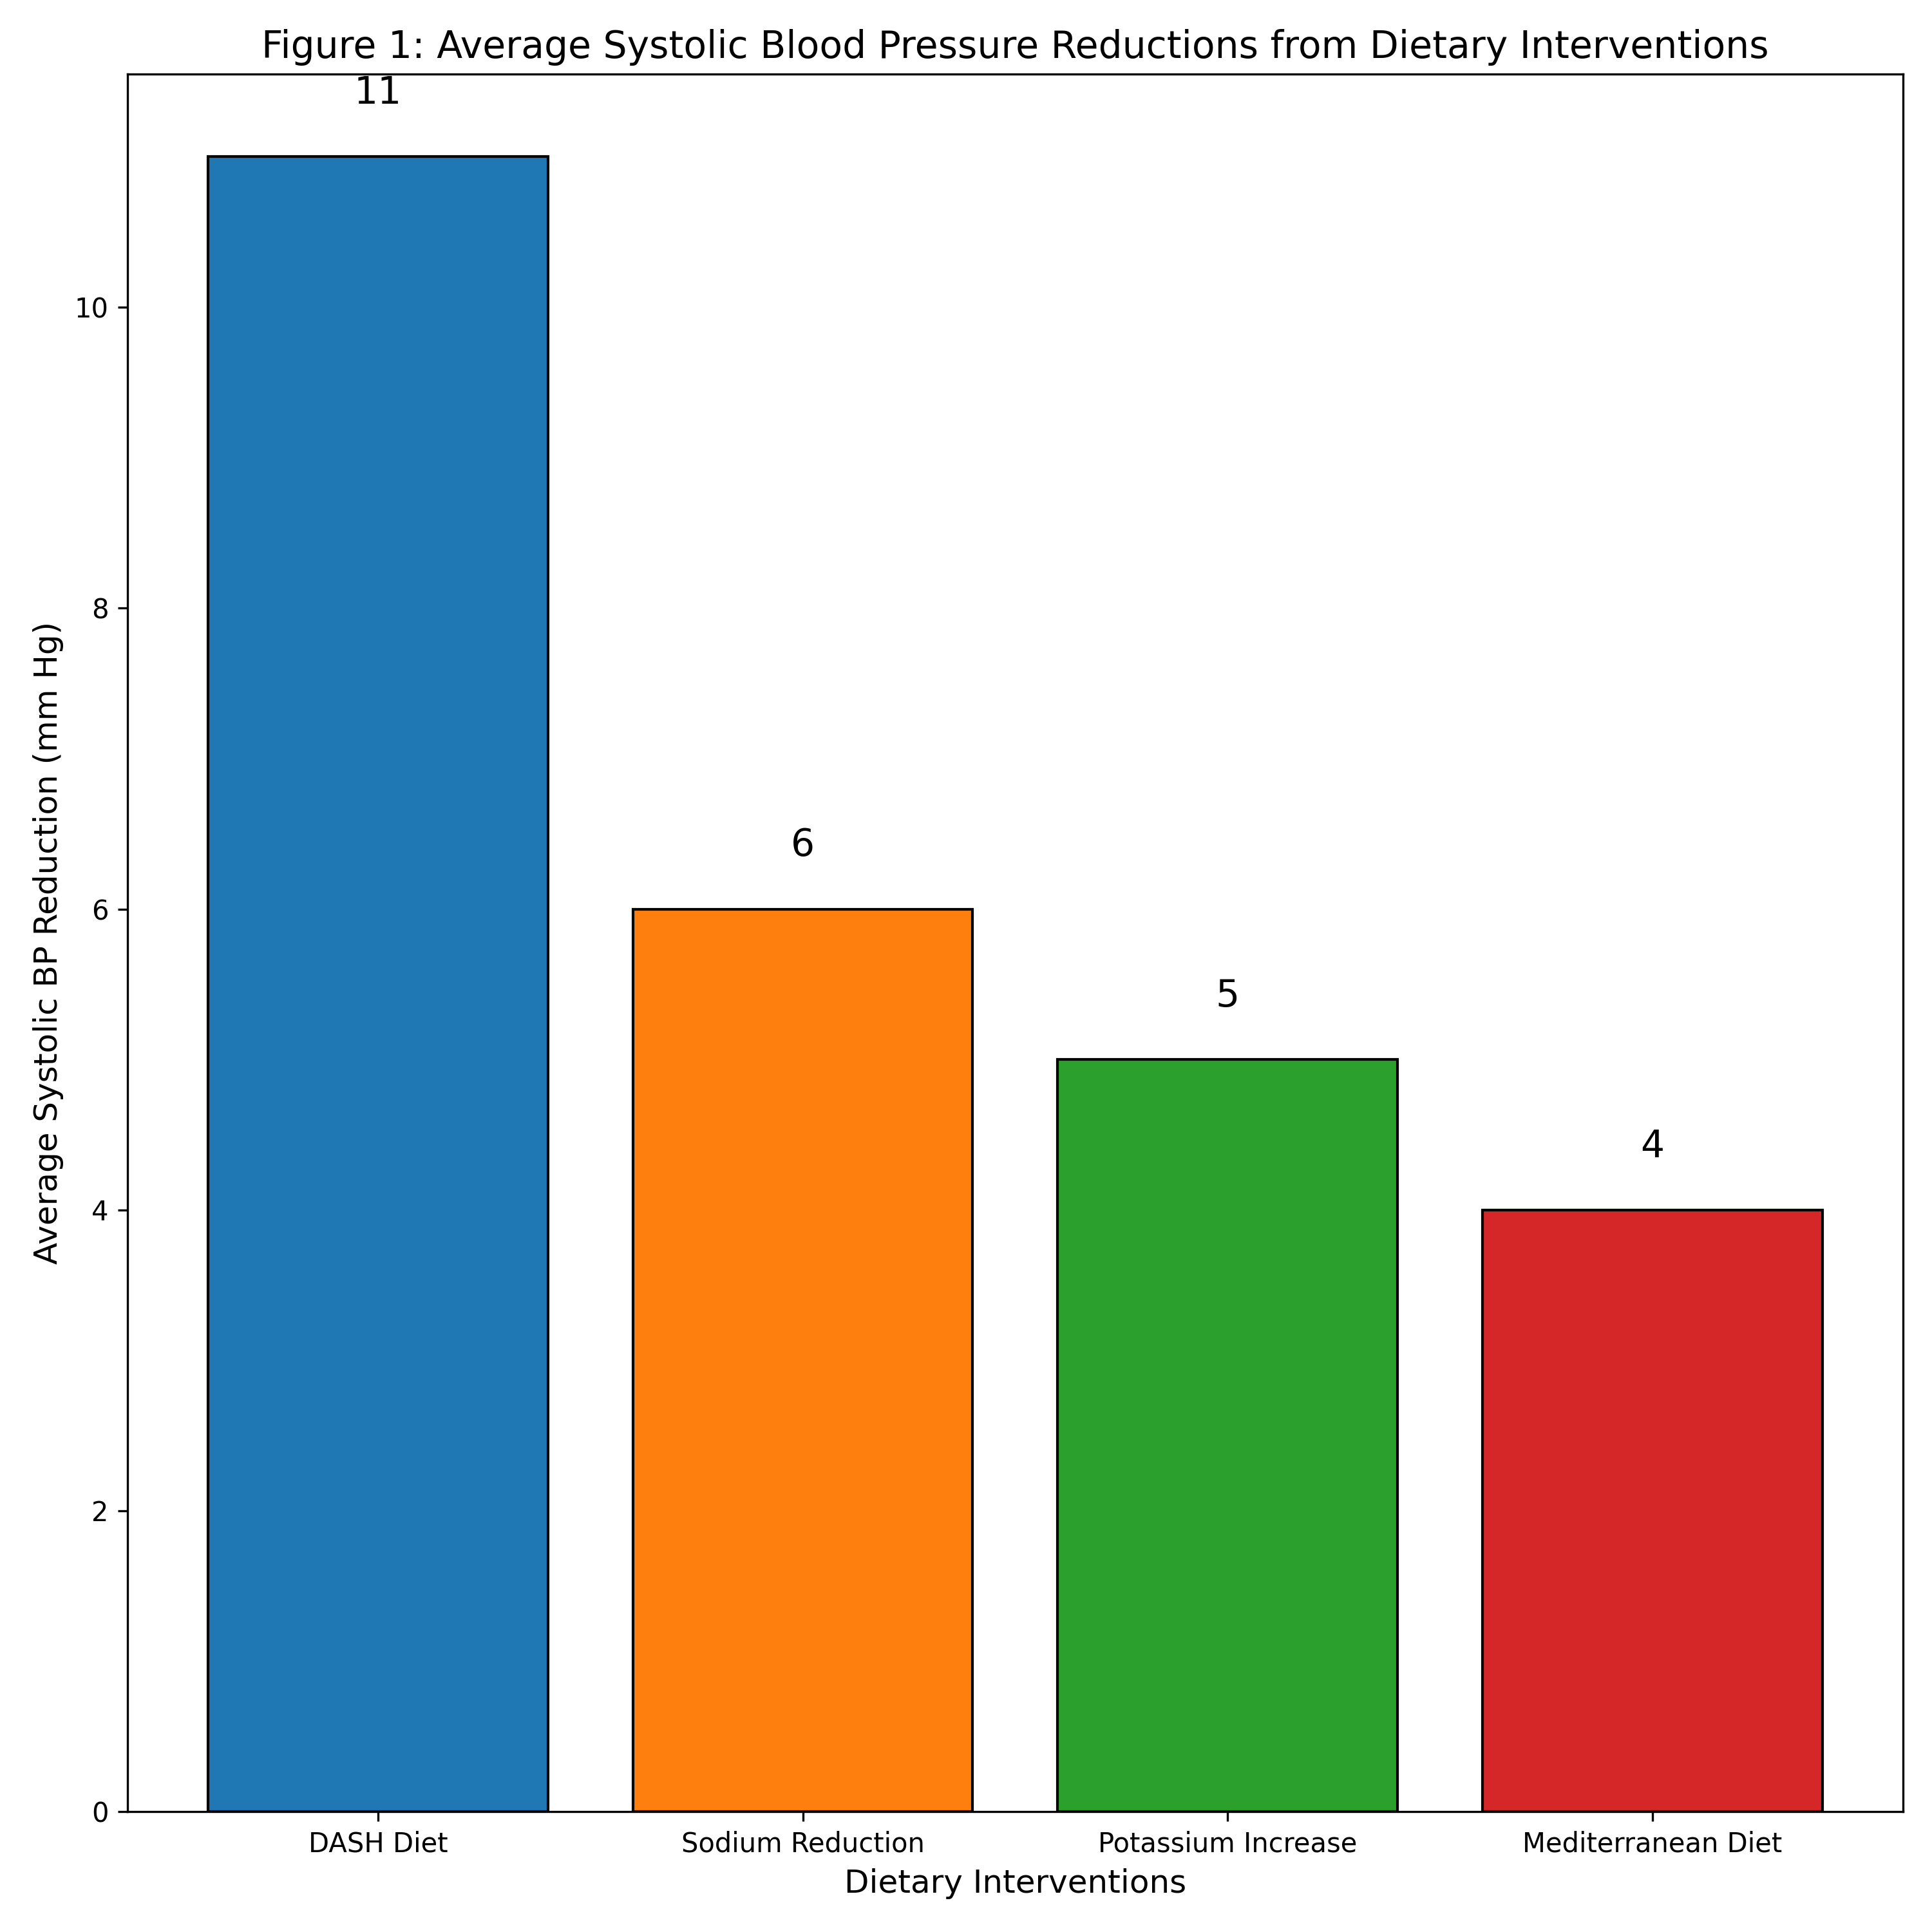 Figure 1: Average Systolic Blood Pressure Reductions from Dietary Interventions
11
10
8
6
4
2
0
6
5
4
Average Systolic BP Reduction (mm Hg)
DASH Diet
Sodium Reduction
Potassium Increase
Mediterranean Diet
Dietary Interventions